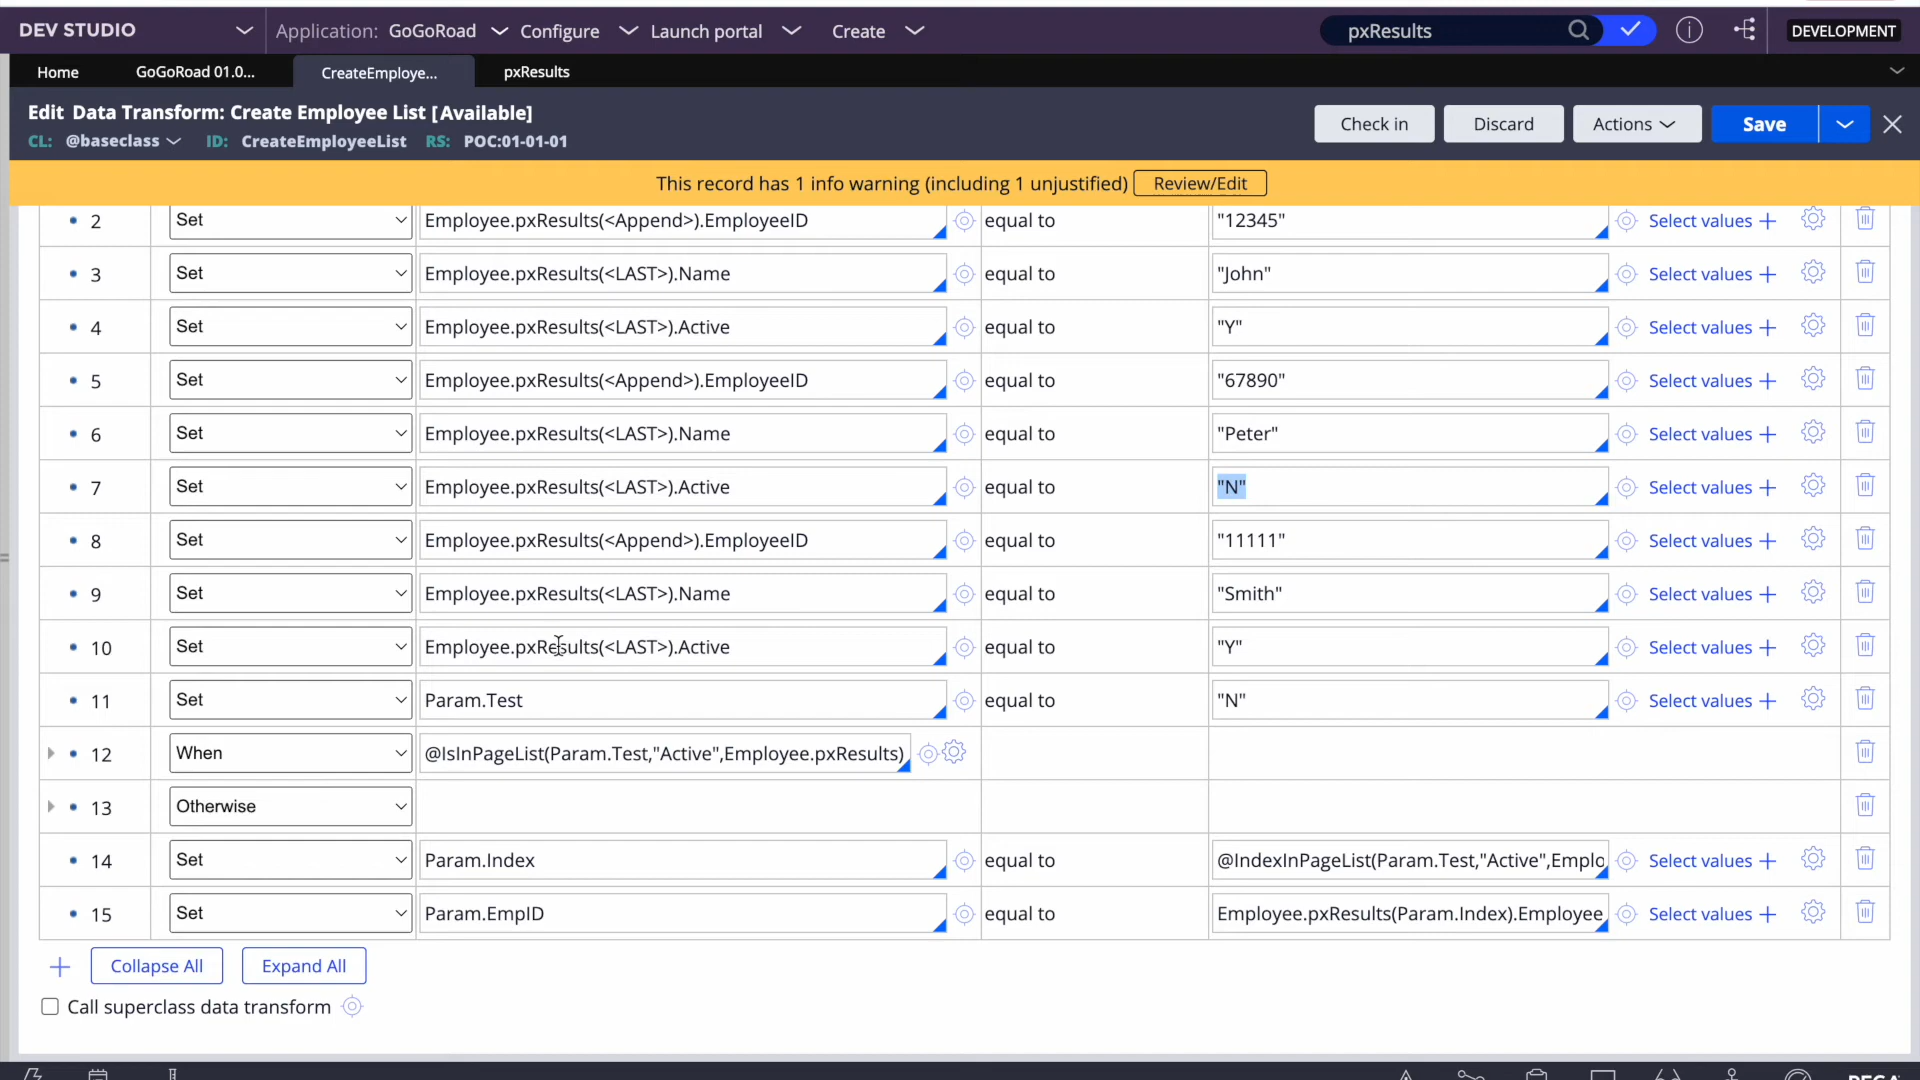 DEV STUDIO
Application: GoGoRoad
Configure
Launch portal
Create
pxResults
DEVELOPMENT
Home
GoGoRoad 01.0...
CreateEmploye...
pxResults
Edit Data Transform: Create Employee List [Available]
CL: @baseclass ID: CreateEmployeeList RS: POC:01-01-01
Check in
Discard
Actions
Save
This record has 1 info warning (including 1 unjustified) Review/Edit
2 Set Employee.pxResults(<Append>).EmployeeID equal to "12345" Select values
3 Set Employee.pxResults(<LAST>).Name equal to "John" Select values
4 Set Employee.pxResults(<LAST>).Active equal to "Y" Select values
5 Set Employee.pxResults(<Append>).EmployeeID equal to "67890" Select values
6 Set Employee.pxResults(<LAST>).Name equal to "Peter" Select values
7 Set Employee.pxResults(<LAST>).Active equal to "N" Select values
8 Set Employee.pxResults(<Append>).EmployeeID equal to "11111" Select values
9 Set Employee.pxResults(<LAST>).Name equal to "Smith" Select values
10 Set Employee.pxResults(<LAST>).Active equal to "Y" Select values
11 Set Param.Test equal to "N" Select values
12 When @IsInPageList(Param.Test,"Active",Employee.pxResults)
13 Otherwise
14 Set Param.Index equal to @IndexInPageList(Param.Test,"Active",Emplo Select values
15 Set Param.EmpID equal to Employee.pxResults(Param.Index).Employee Select values
Collapse All
Expand All
Call superclass data transform
PEGA